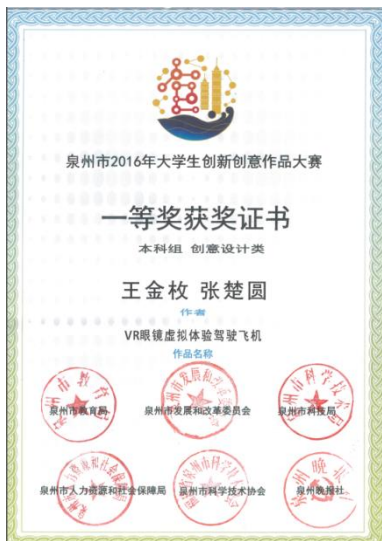 泉州市2016年大学生创新创意作品大赛
一等奖获奖证书
本科组 创意设计类
王金枚 张楚圆
作者
VR眼镜虚拟体验驾驶飞机
作品名称
泉州市教育局 泉州市发展和改革委员会 泉州市科技局
泉州市人力资源和社会保障局 泉州市科学技术协会 泉州晚报社